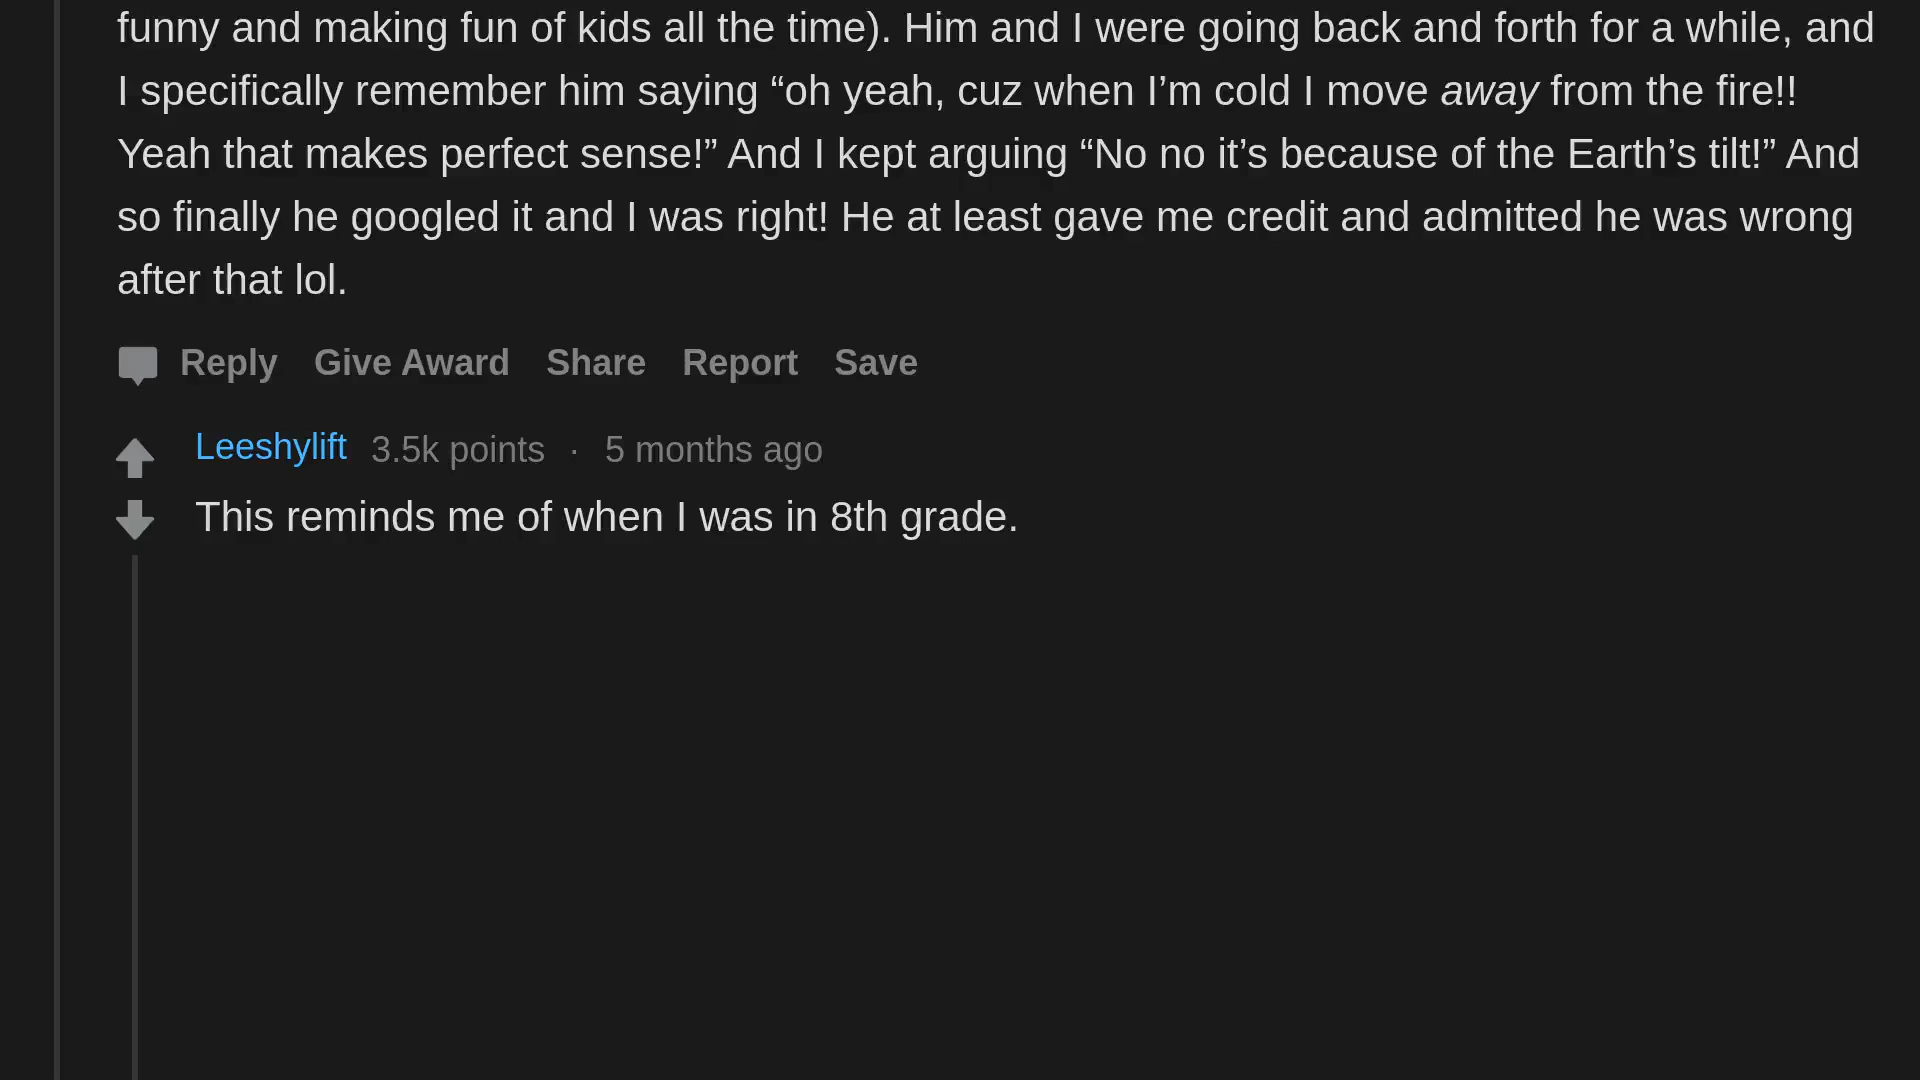 funny and making fun of kids all the time). Him and I were going back and forth for a while, and
I specifically remember him saying “oh yeah, cuz when I’m cold I move away from the fire!!
Yeah that makes perfect sense!” And I kept arguing “No no it’s because of the Earth’s tilt!” And
so finally he googled it and I was right! He at least gave me credit and admitted he was wrong
after that lol.
Reply Give Award Share Report Save
Leeshylift 3.5k points · 5 months ago
This reminds me of when I was in 8th grade.